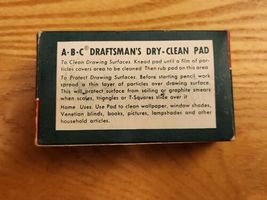 A·B·C® DRAFTSMAN'S DRY-CLEAN PAD
To Clean Drawing Surfaces. Knead pad until a film of par-
ticles covers area to be cleaned. Then rub pad on this area
To Protect Drawing Surfaces. Before starting pencil work
spread a thin layer of particles over drawing surface.
This will protect surface from soiling or graphite smears
when scales, triangles or T-Squares slide over it
Home Uses. Use Pad to clean wallpaper, window shades,
Venetian blinds, books, pictures, lampshades and other
household articles.